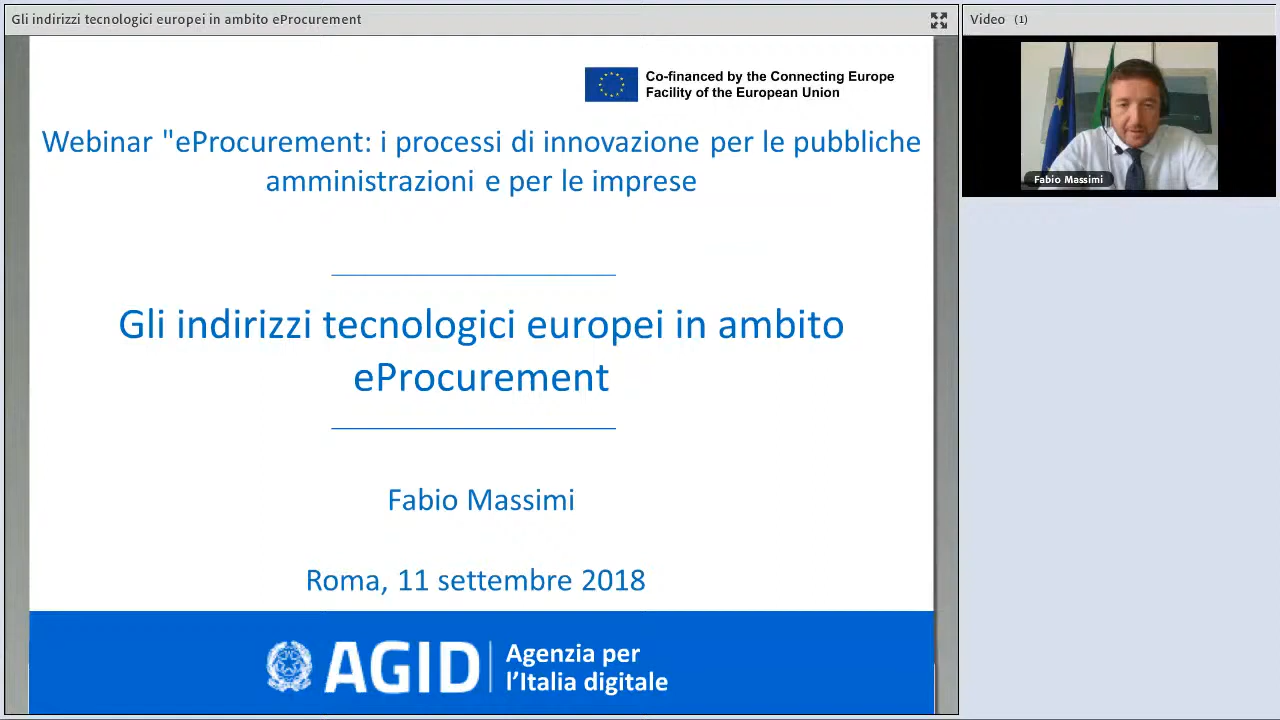 Gli indirizzi tecnologici europei in ambito eProcurement
Video (1)
Co-financed by the Connecting Europe
Facility of the European Union
Webinar "eProcurement: i processi di innovazione per le pubbliche
amministrazioni e per le imprese
Fabio Massimi
Gli indirizzi tecnologici europei in ambito
eProcurement
Fabio Massimi
Roma, 11 settembre 2018
AGID
Agenzia per
l’Italia digitale